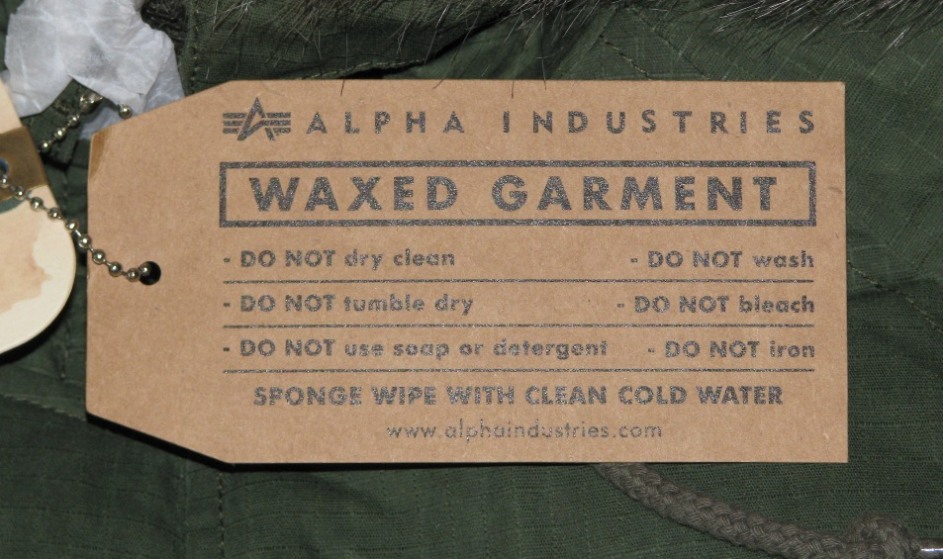 ALPHA INDUSTRIES
WAXED GARMENT
- DO NOT dry clean - DO NOT wash
- DO NOT tumble dry - DO NOT bleach
- DO NOT use soap or detergent - DO NOT iron
SPONGE WIPE WITH CLEAN COLD WATER
www.alphaindustries.com